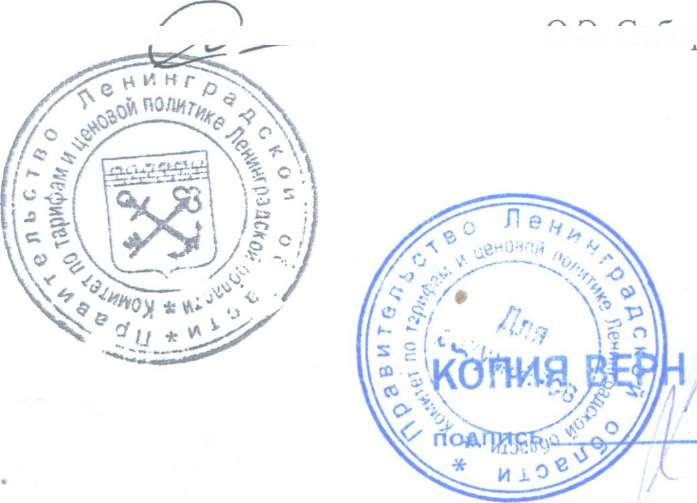 Правительство Ленинградской области *
Комитет по тарифам и ценовой политике Ленинградской области *
Правительство Ленинградской области *
Комитет по тарифам и ценовой политике Ленинградской области *
Для
КОПИЯ ВЕРН
ПОДПИСЬ